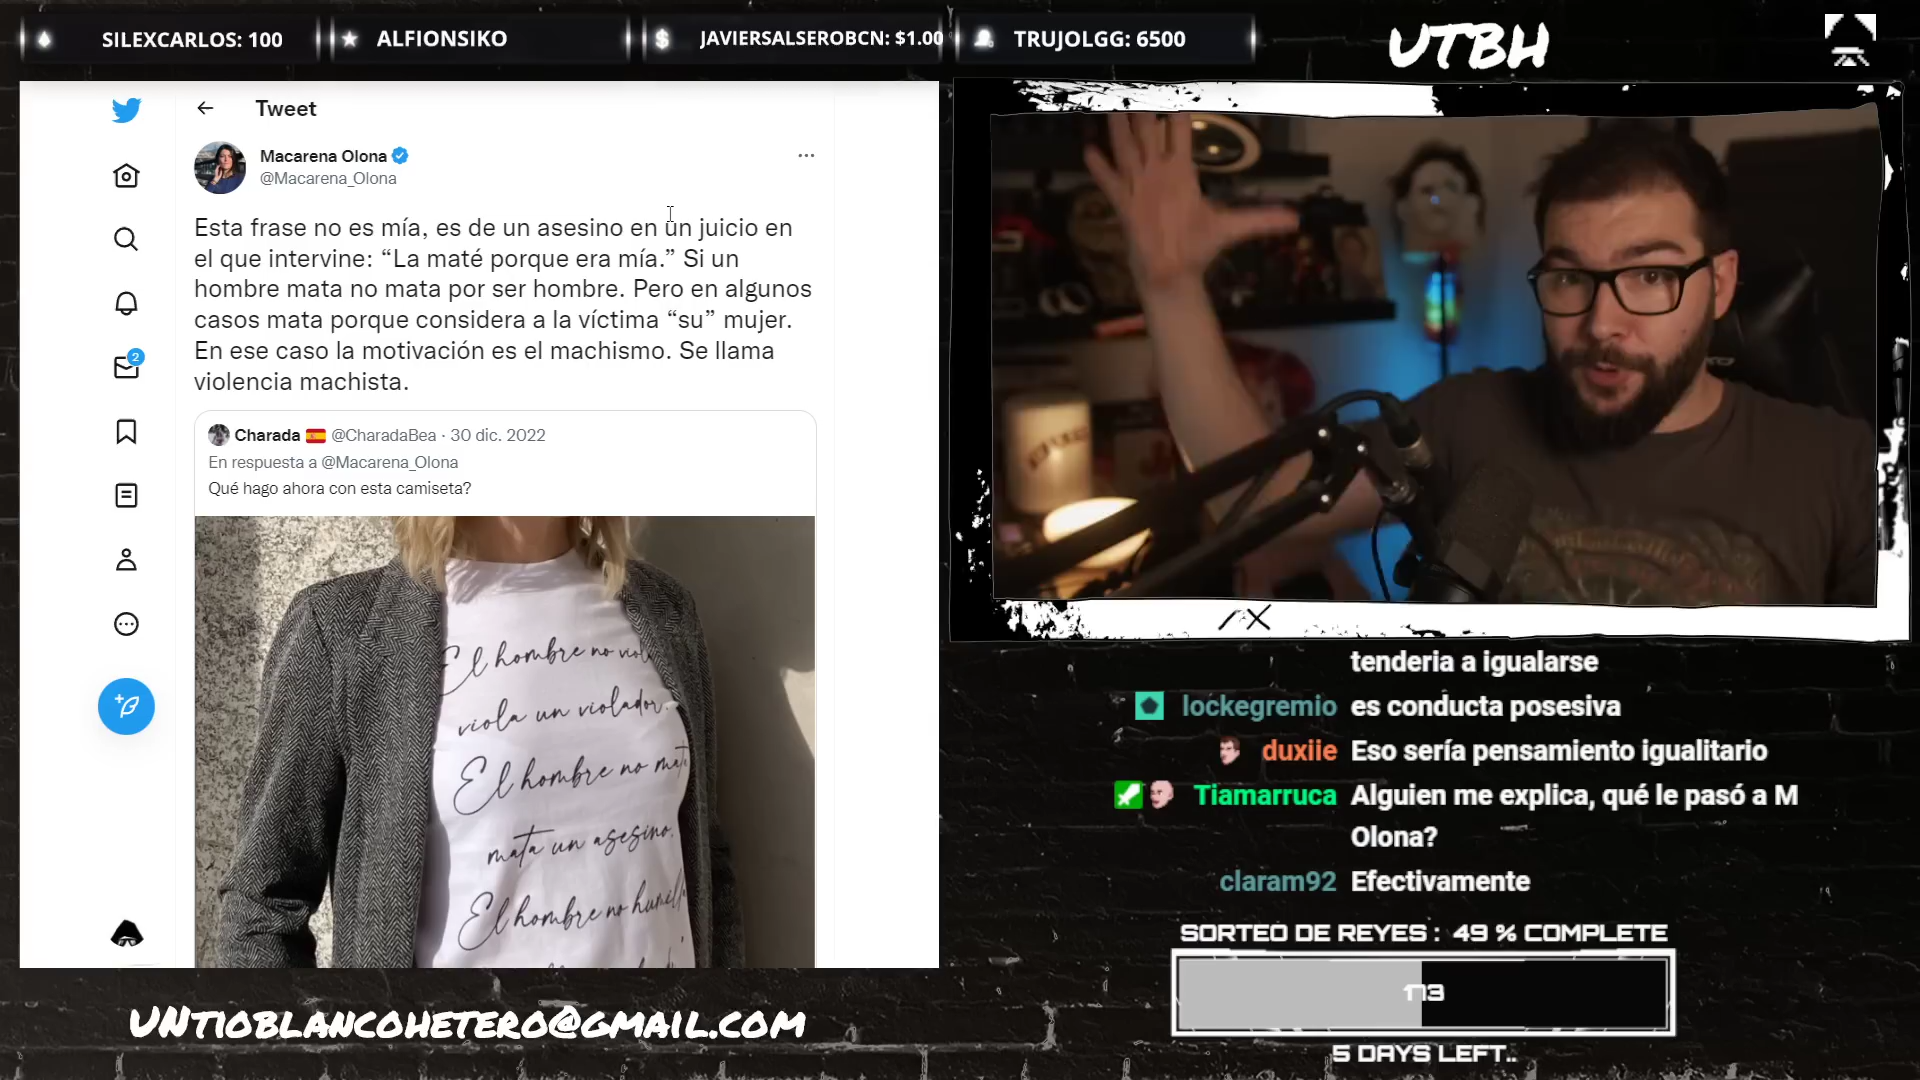 SILEXCARLOS: 100
ALFIONSIKO
JAVIERSALSEROBCN: $1.00
TRUJOLGG: 6500
UTBH
Tweet
Macarena Olona
@Macarena_Olona
Esta frase no es mía, es de un asesino en un juicio en
el que intervine: “La maté porque era mía.” Si un
hombre mata no mata por ser hombre. Pero en algunos
casos mata porque considera a la víctima “su” mujer.
En ese caso la motivación es el machismo. Se llama
violencia machista.
2
Charada @CharadaBea · 30 dic. 2022
En respuesta a @Macarena_Olona
Qué hago ahora con esta camiseta?
El hombre no
viola un violador
El hombre no
mata un asesino.
El hombre no
tenderia a igualarse
lockegremio es conducta posesiva
duxiie Eso sería pensamiento igualitario
Tiamarruca Alguien me explica, qué le pasó a M
Olona?
claram92 Efectivamente
SORTEO DE REYES : 49 % COMPLETE
173
5 DAYS LEFT..
UNTIOBLANCOHETERO@GMAIL.COM